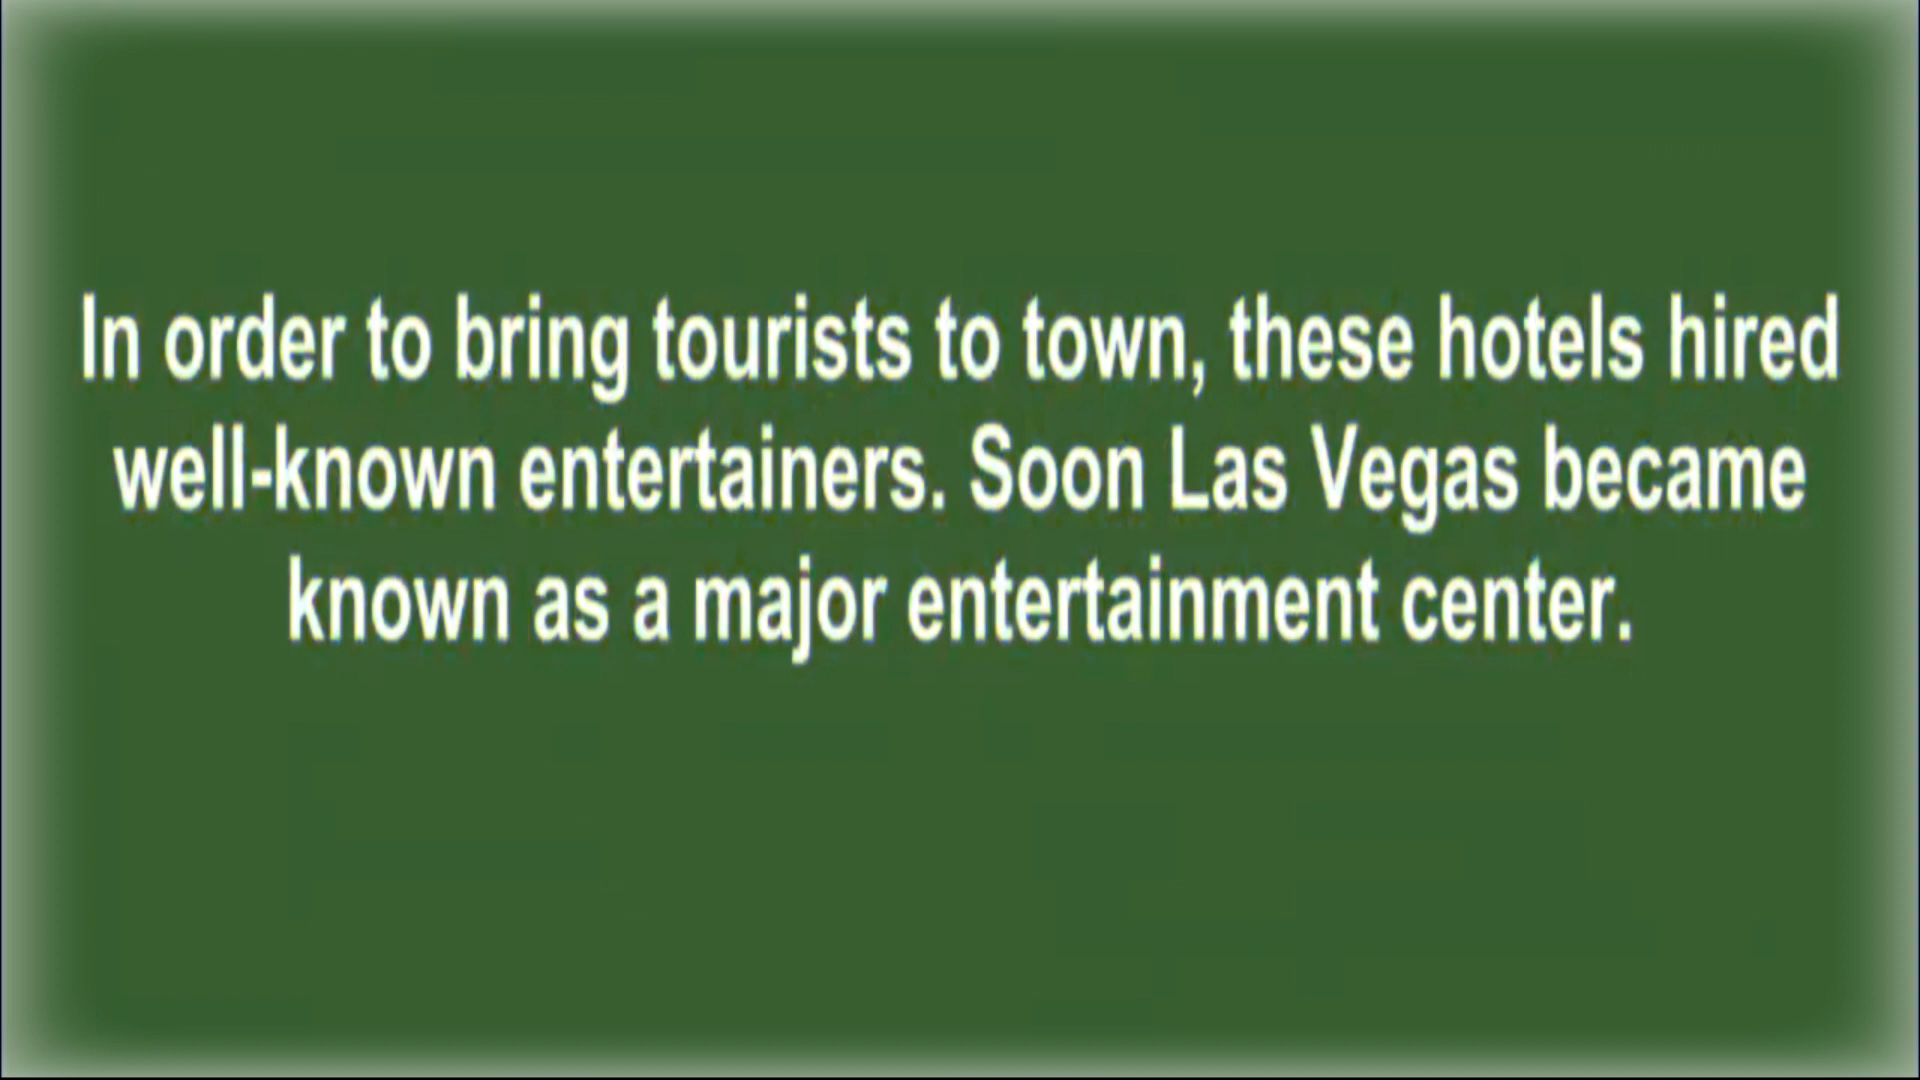 In order to bring tourists to town, these hotels hired
well-known entertainers. Soon Las Vegas became
known as a major entertainment center.